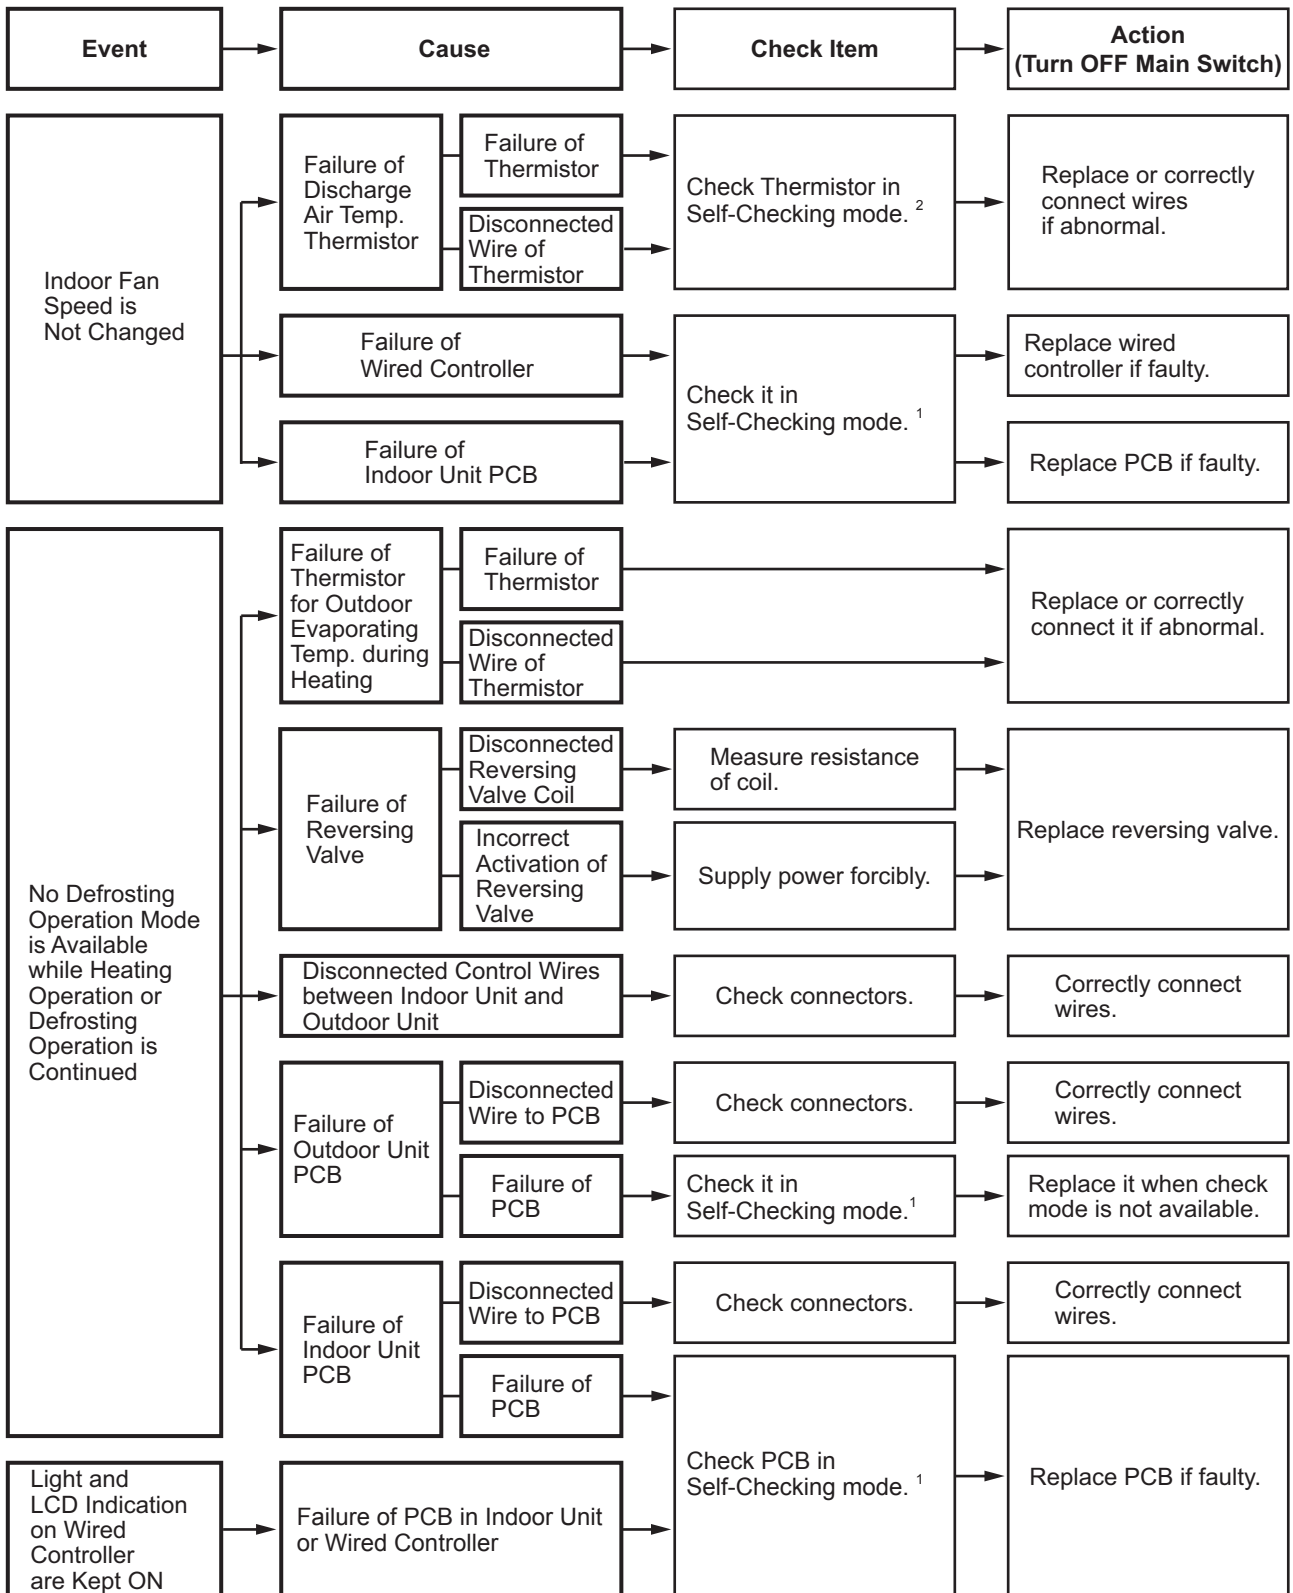 Event
Cause
Check Item
Action
(Turn OFF Main Switch)
Indoor Fan
Speed is
Not Changed
Failure of
Discharge
Air Temp.
Thermistor
Failure of
Thermistor
Disconnected
Wire of
Thermistor
Check Thermistor in
Self-Checking mode. 2
Replace or correctly
connect wires
if abnormal.
Failure of
Wired Controller
Check it in
Self-Checking mode. 1
Replace wired
controller if faulty.
Failure of
Indoor Unit PCB
Replace PCB if faulty.
No Defrosting
Operation Mode
is Available
while Heating
Operation or
Defrosting
Operation is
Continued
Failure of
Thermistor
for Outdoor
Evaporating
Temp. during
Heating
Failure of
Thermistor
Disconnected
Wire of
Thermistor
Replace or correctly
connect it if abnormal.
Failure of
Reversing
Valve
Disconnected
Reversing
Valve Coil
Measure resistance
of coil.
Incorrect
Activation of
Reversing
Valve
Supply power forcibly.
Replace reversing valve.
Disconnected Control Wires
between Indoor Unit and
Outdoor Unit
Check connectors.
Correctly connect
wires.
Failure of
Outdoor Unit
PCB
Disconnected
Wire to PCB
Check connectors.
Correctly connect
wires.
Failure of
PCB
Check it in
Self-Checking mode.1
Replace it when check
mode is not available.
Failure of
Indoor Unit
PCB
Disconnected
Wire to PCB
Check connectors.
Correctly connect
wires.
Failure of
PCB
Check PCB in
Self-Checking mode. 1
Replace PCB if faulty.
Light and
LCD Indication
on Wired
Controller
are Kept ON
Failure of PCB in Indoor Unit
or Wired Controller